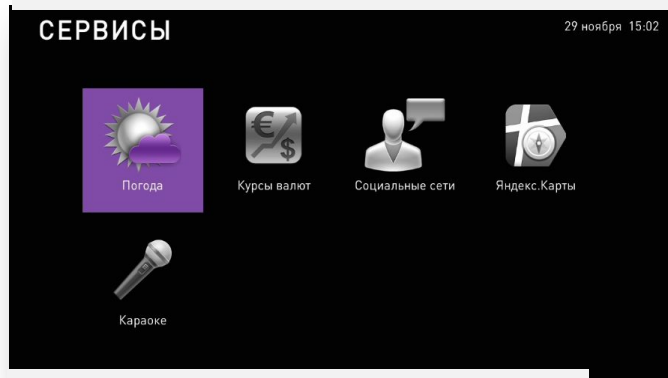 СЕРВИСЫ
29 ноября 15:02
Погода
Курсы валют
Социальные сети
Яндекс.Карты
Караоке